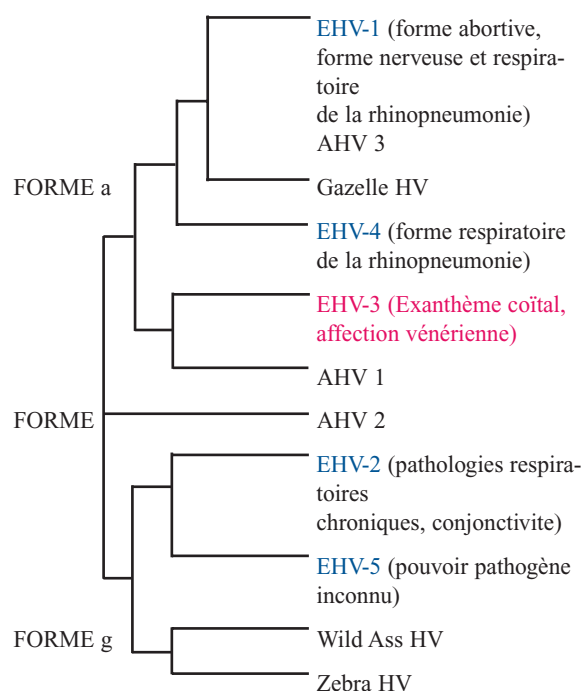 EHV-1 (forme abortive,
forme nerveuse et respira-
toire
de la rhinopneumonie)
AHV 3
FORME a
Gazelle HV
EHV-4 (forme respiratoire
de la rhinopneumonie)
EHV-3 (Exanthème coïtal,
affection vénérienne)
AHV 1
FORME
AHV 2
EHV-2 (pathologies respira-
toires
chroniques, conjonctivite)
EHV-5 (pouvoir pathogène
inconnu)
FORME g
Wild Ass HV
Zebra HV